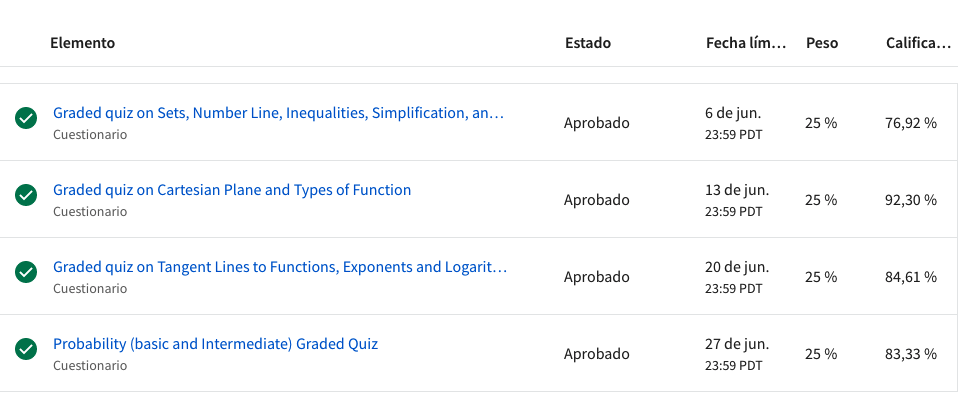 Elemento Estado Fecha lím… Peso Califica…
Graded quiz on Sets, Number Line, Inequalities, Simplification, an…
Cuestionario
Aprobado
6 de jun.
23:59 PDT
25 %
76,92 %
Graded quiz on Cartesian Plane and Types of Function
Cuestionario
Aprobado
13 de jun.
23:59 PDT
25 %
92,30 %
Graded quiz on Tangent Lines to Functions, Exponents and Logarit…
Cuestionario
Aprobado
20 de jun.
23:59 PDT
25 %
84,61 %
Probability (basic and Intermediate) Graded Quiz
Cuestionario
Aprobado
27 de jun.
23:59 PDT
25 %
83,33 %